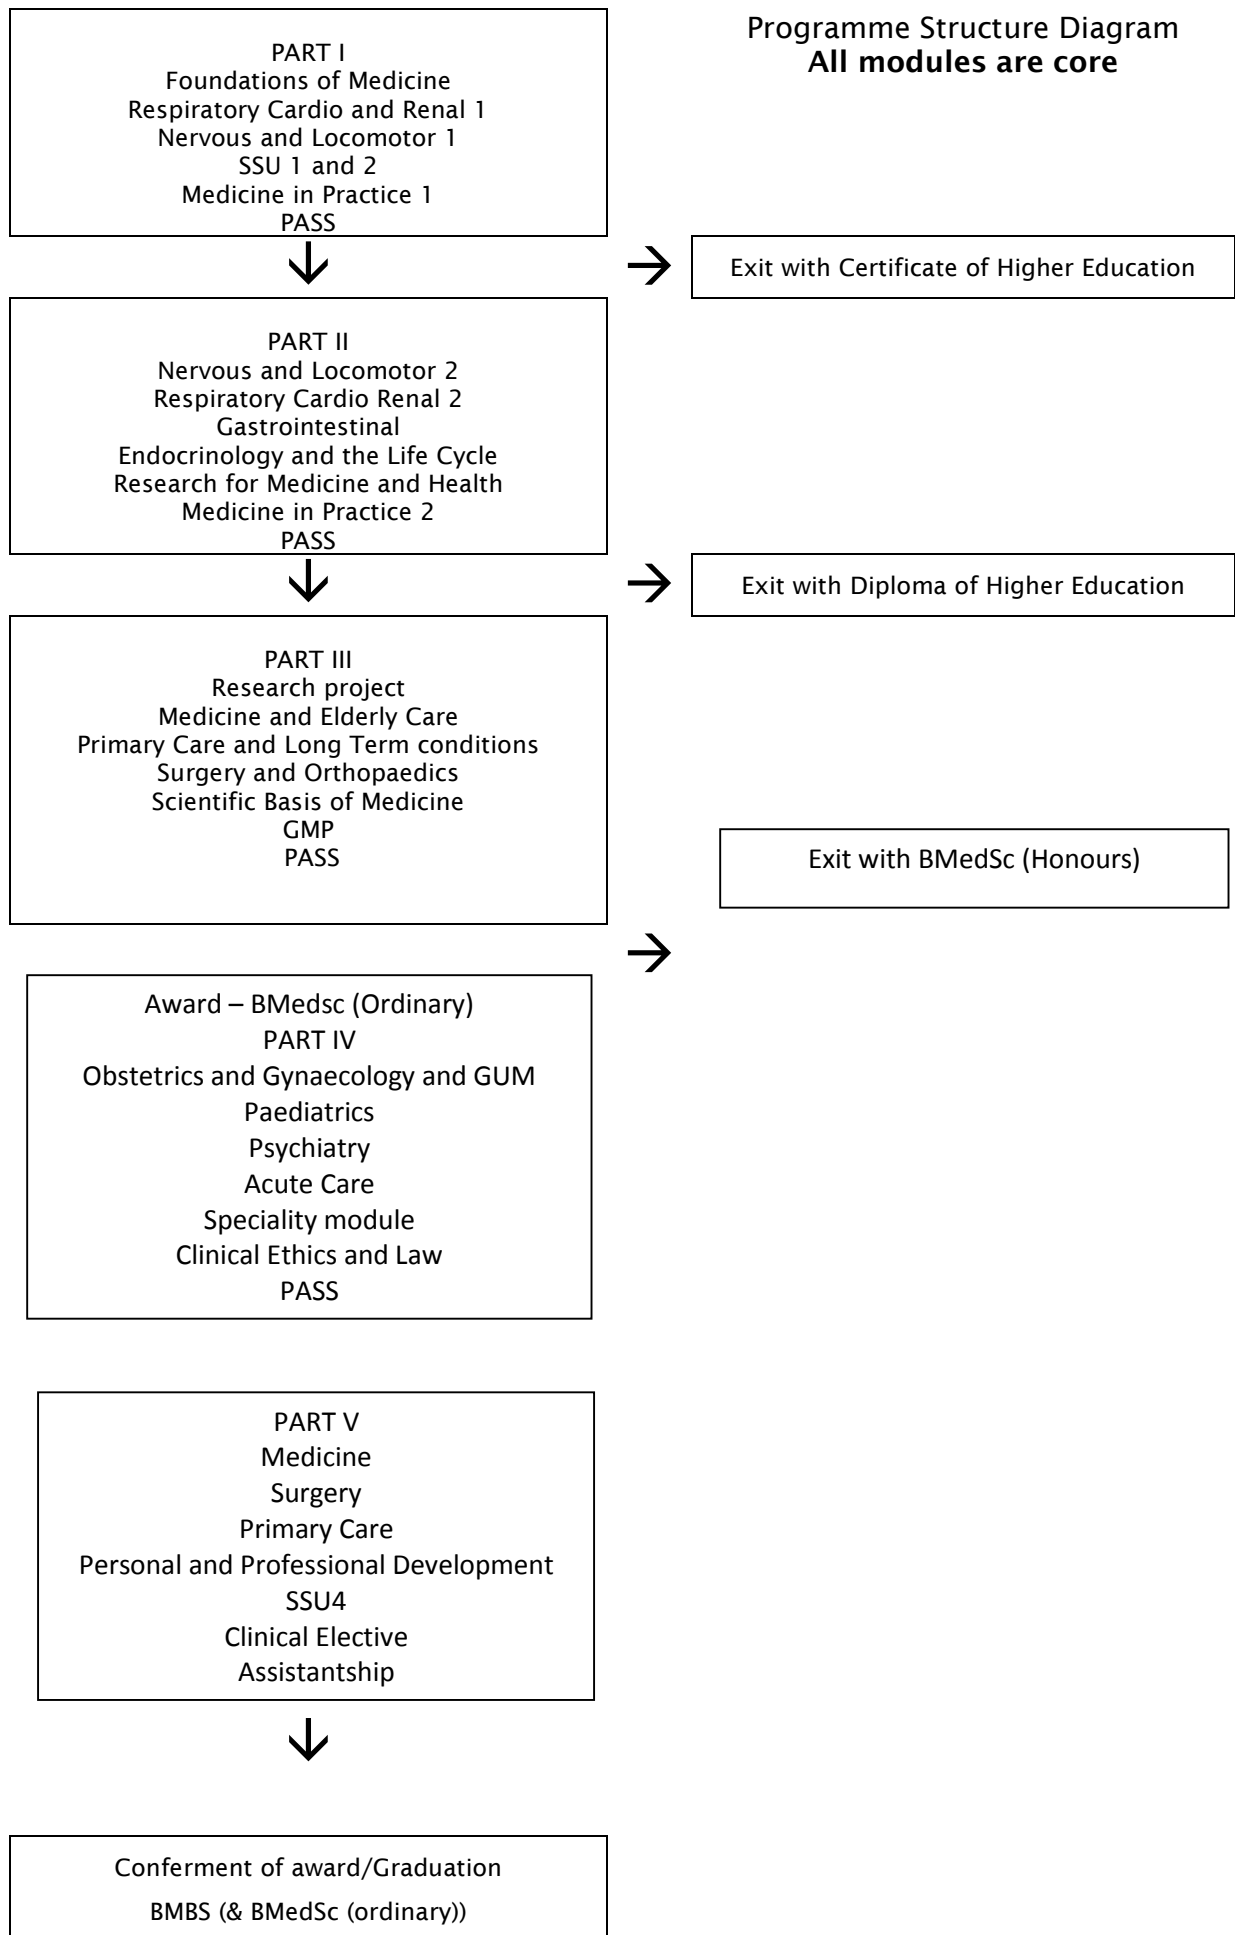 Programme Structure Diagram
All modules are core
PART I
Foundations of Medicine
Respiratory Cardio and Renal 1
Nervous and Locomotor 1
SSU 1 and 2
Medicine in Practice 1
PASS
Exit with Certificate of Higher Education
PART II
Nervous and Locomotor 2
Respiratory Cardio Renal 2
Gastrointestinal
Endocrinology and the Life Cycle
Research for Medicine and Health
Medicine in Practice 2
PASS
Exit with Diploma of Higher Education
PART III
Research project
Medicine and Elderly Care
Primary Care and Long Term conditions
Surgery and Orthopaedics
Scientific Basis of Medicine
GMP
PASS
Exit with BMedSc (Honours)
Award – BMedsc (Ordinary)
PART IV
Obstetrics and Gynaecology and GUM
Paediatrics
Psychiatry
Acute Care
Speciality module
Clinical Ethics and Law
PASS
PART V
Medicine
Surgery
Primary Care
Personal and Professional Development
SSU4
Clinical Elective
Assistantship
Conferment of award/Graduation
BMBS (& BMedSc (ordinary))